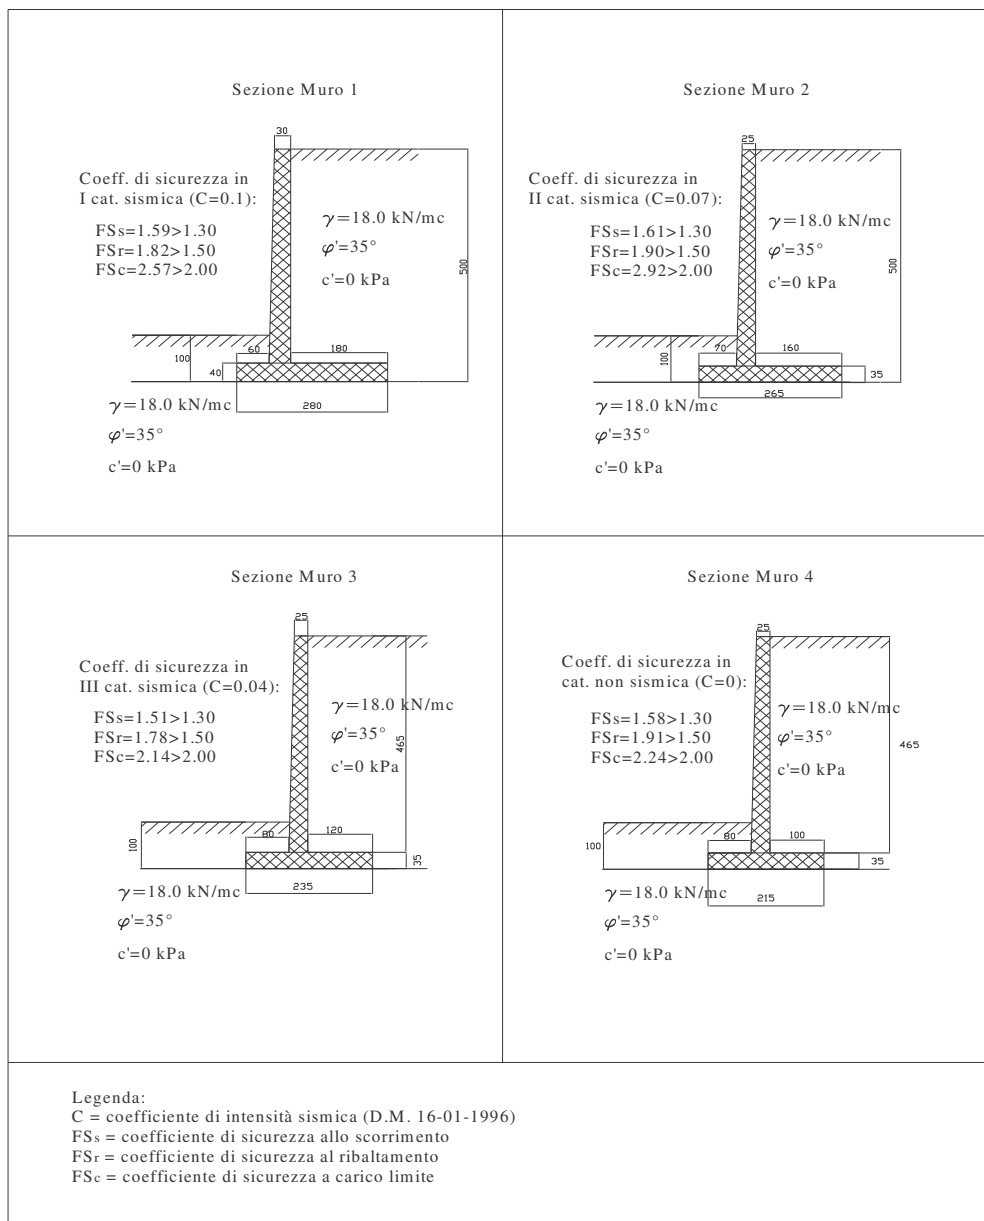 Sezione Muro 1
30
Coeff. di sicurezza in
I cat. sismica (C=0.1):
FSs=1.59>1.30
FSr=1.82>1.50
FSc=2.57>2.00
γ=18.0 kN/mc
φ'=35°
c'=0 kPa
500
60
180
100
40
280
γ=18.0 kN/mc
φ'=35°
c'=0 kPa
Sezione Muro 2
25
Coeff. di sicurezza in
II cat. sismica (C=0.07):
FSs=1.61>1.30
FSr=1.90>1.50
FSc=2.92>2.00
γ=18.0 kN/mc
φ'=35°
c'=0 kPa
500
70
160
100
35
265
γ=18.0 kN/mc
φ'=35°
c'=0 kPa
Sezione Muro 3
25
Coeff. di sicurezza in
III cat. sismica (C=0.04):
FSs=1.51>1.30
FSr=1.78>1.50
FSc=2.14>2.00
γ=18.0 kN/mc
φ'=35°
c'=0 kPa
465
80
120
100
35
235
γ=18.0 kN/mc
φ'=35°
c'=0 kPa
Sezione Muro 4
25
Coeff. di sicurezza in
cat. non sismica (C=0):
FSs=1.58>1.30
FSr=1.91>1.50
FSc=2.24>2.00
γ=18.0 kN/mc
φ'=35°
c'=0 kPa
465
80
100
100
35
215
γ=18.0 kN/mc
φ'=35°
c'=0 kPa
Legenda:
C = coefficiente di intensità sismica (D.M. 16-01-1996)
FSs = coefficiente di sicurezza allo scorrimento
FSr = coefficiente di sicurezza al ribaltamento
FSc = coefficiente di sicurezza a carico limite